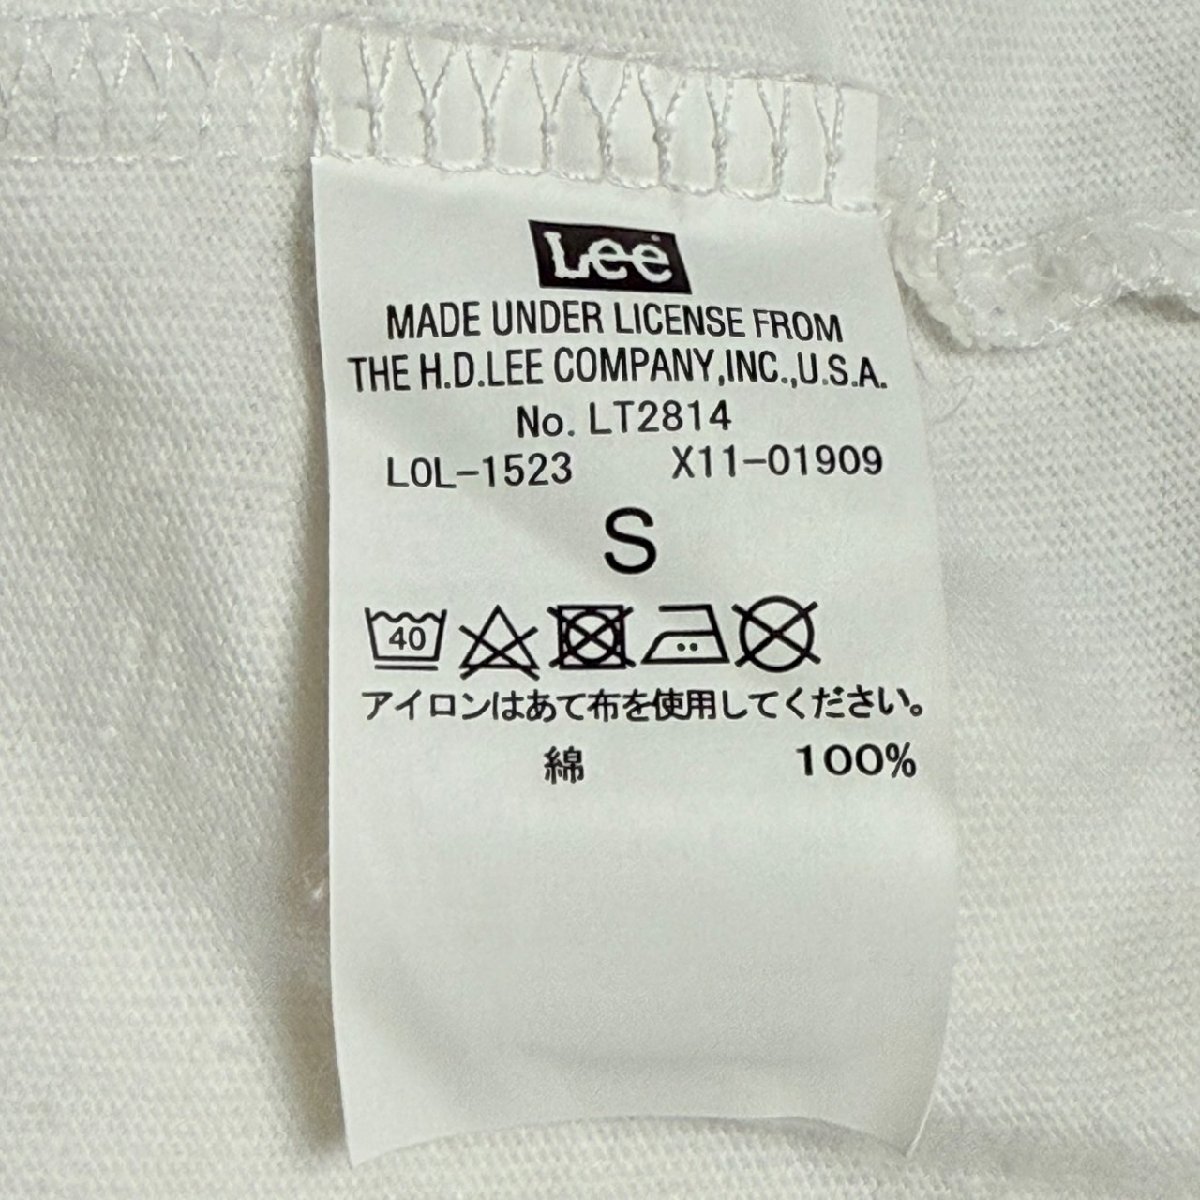 Lee
MADE UNDER LICENSE FROM
THE H.D.LEE COMPANY,INC.,U.S.A.
No. LT2814
LOL-1523 X11-01909
S
40
アイロンはあて布を使用してください。
綿 100%